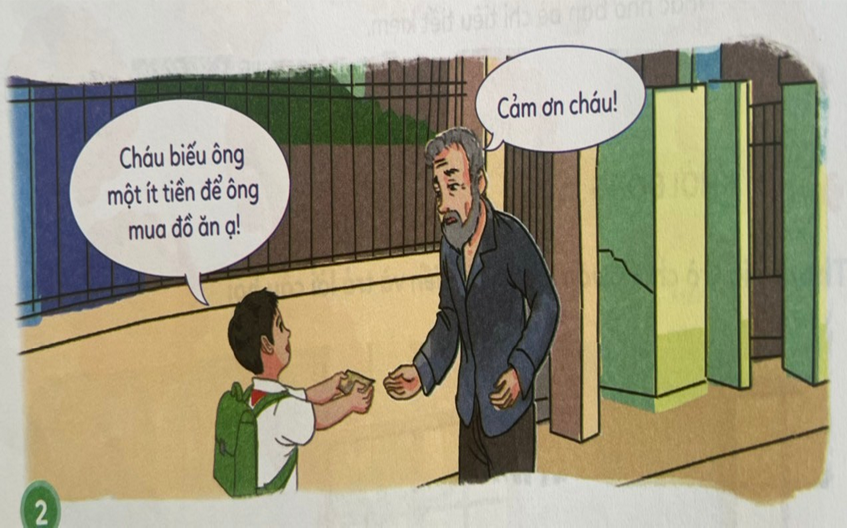 Cháu biếu ông
một ít tiền để ông
mua đồ ăn ạ!
Cảm ơn cháu!
2